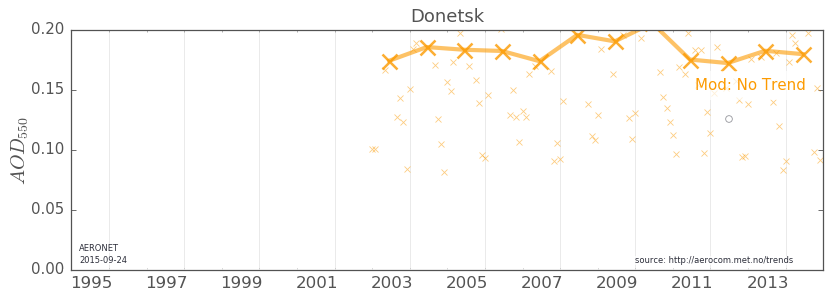 Donetsk
0.20
0.15
0.10
0.05
0.00
AOD550
Mod: No Trend
AERONET
2015-09-24
source: http://aerocom.met.no/trends
1995 1997 1999 2001 2003 2005 2007 2009 2011 2013